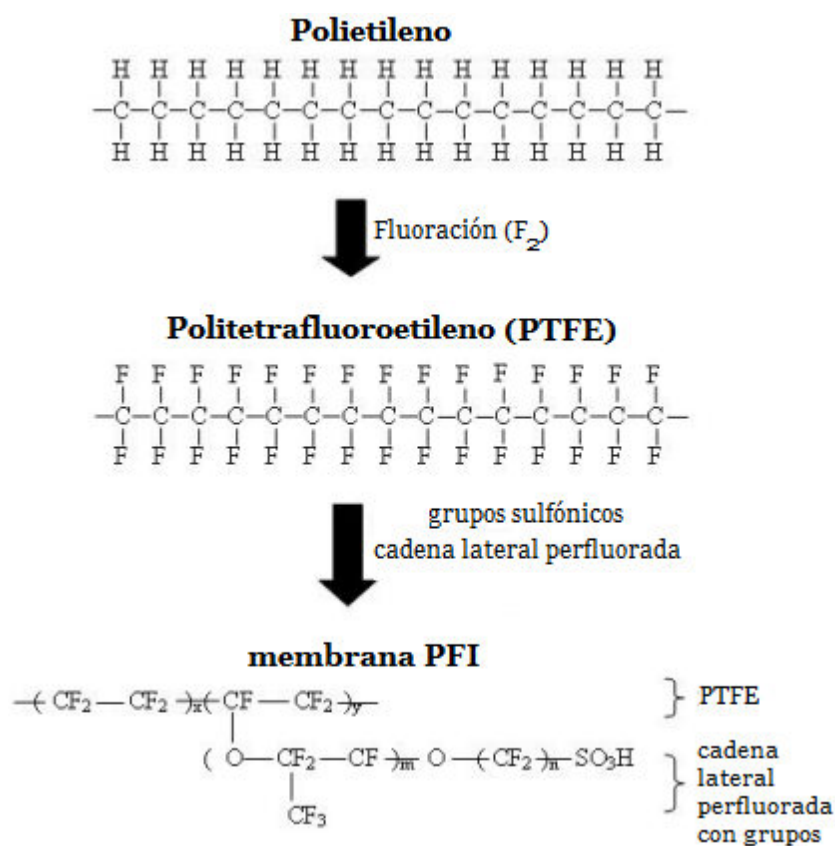 Polietileno
H H H H H H H H H H H H H H H
—C—C—C—C—C—C—C—C—C—C—C—C—C—C—C—
H H H H H H H H H H H H H H H
Fluoración (F₂)
Politetrafluoroetileno (PTFE)
F F F F F F F F F F F F F F F
—C—C—C—C—C—C—C—C—C—C—C—C—C—C—C—
F F F F F F F F F F F F F F F
grupos sulfónicos
cadena lateral perfluorada
membrana PFI
—( CF₂—CF₂ )ₓ( CF—CF₂ )y— } PTFE
( O—CF₂—CF )m O—(CF₂)n—SO₃H
CF₃
cadena
lateral
perfluorada
con grupos